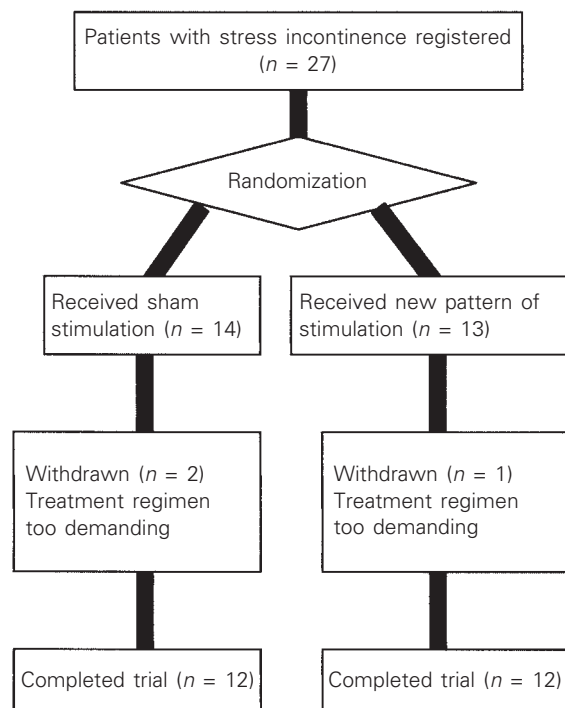 Patients with stress incontinence registered
(n = 27)
Randomization
Received sham
stimulation (n = 14)
Received new pattern of
stimulation (n = 13)
Withdrawn (n = 2)
Treatment regimen
too demanding
Withdrawn (n = 1)
Treatment regimen
too demanding
Completed trial (n = 12)
Completed trial (n = 12)